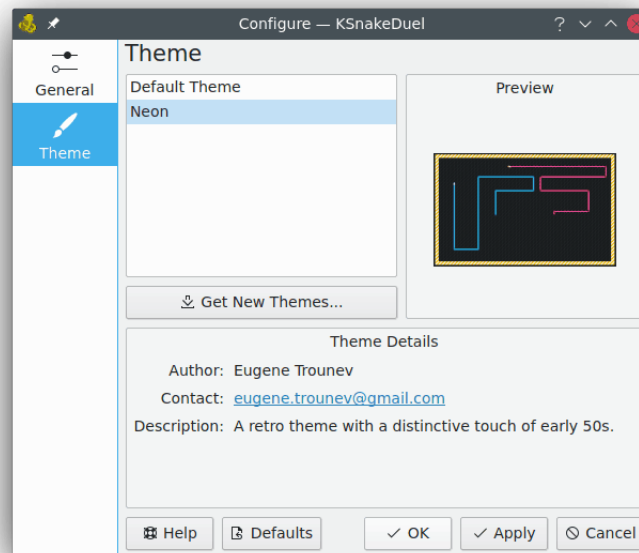 Configure — KSnakeDuel
General
Theme
Theme
Default Theme
Neon
Get New Themes...
Preview
Theme Details
Author: Eugene Trounev
Contact: eugene.trounev@gmail.com
Description: A retro theme with a distinctive touch of early 50s.
Help Defaults OK Apply Cancel